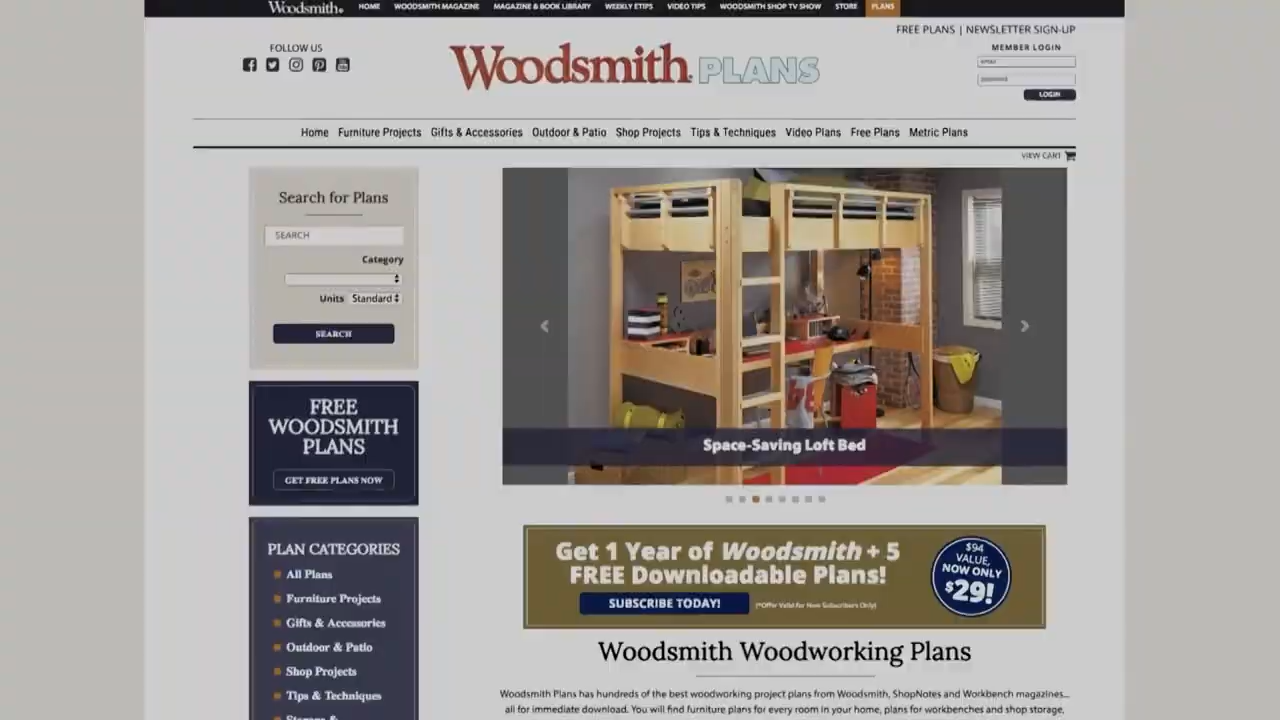 Woodsmith HOME WOODSMITH MAGAZINE MAGAZINE & BOOK LIBRARY WEEKLY ETIPS VIDEO TIPS WOODSMITH SHOP TV SHOW STORE PLANS
FREE PLANS | NEWSLETTER SIGN-UP
FOLLOW US
MEMBER LOGIN
Woodsmith PLANS
email
password
LOGIN
Home Furniture Projects Gifts & Accessories Outdoor & Patio Shop Projects Tips & Techniques Video Plans Free Plans Metric Plans
VIEW CART
Search for Plans
SEARCH
Category
Units Standard
SEARCH
FREE
WOODSMITH
PLANS
GET FREE PLANS NOW
PLAN CATEGORIES
All Plans
Furniture Projects
Gifts & Accessories
Outdoor & Patio
Shop Projects
Tips & Techniques
Storage &
Space-Saving Loft Bed
Get 1 Year of Woodsmith + 5
FREE Downloadable Plans!
SUBSCRIBE TODAY! (*Offer Valid for New Subscribers Only)
$94
VALUE,
NOW ONLY
$29!
Woodsmith Woodworking Plans
Woodsmith Plans has hundreds of the best woodworking project plans from Woodsmith, ShopNotes and Workbench magazines...
all for immediate download. You will find furniture plans for every room in your home, plans for workbenches and shop storage,